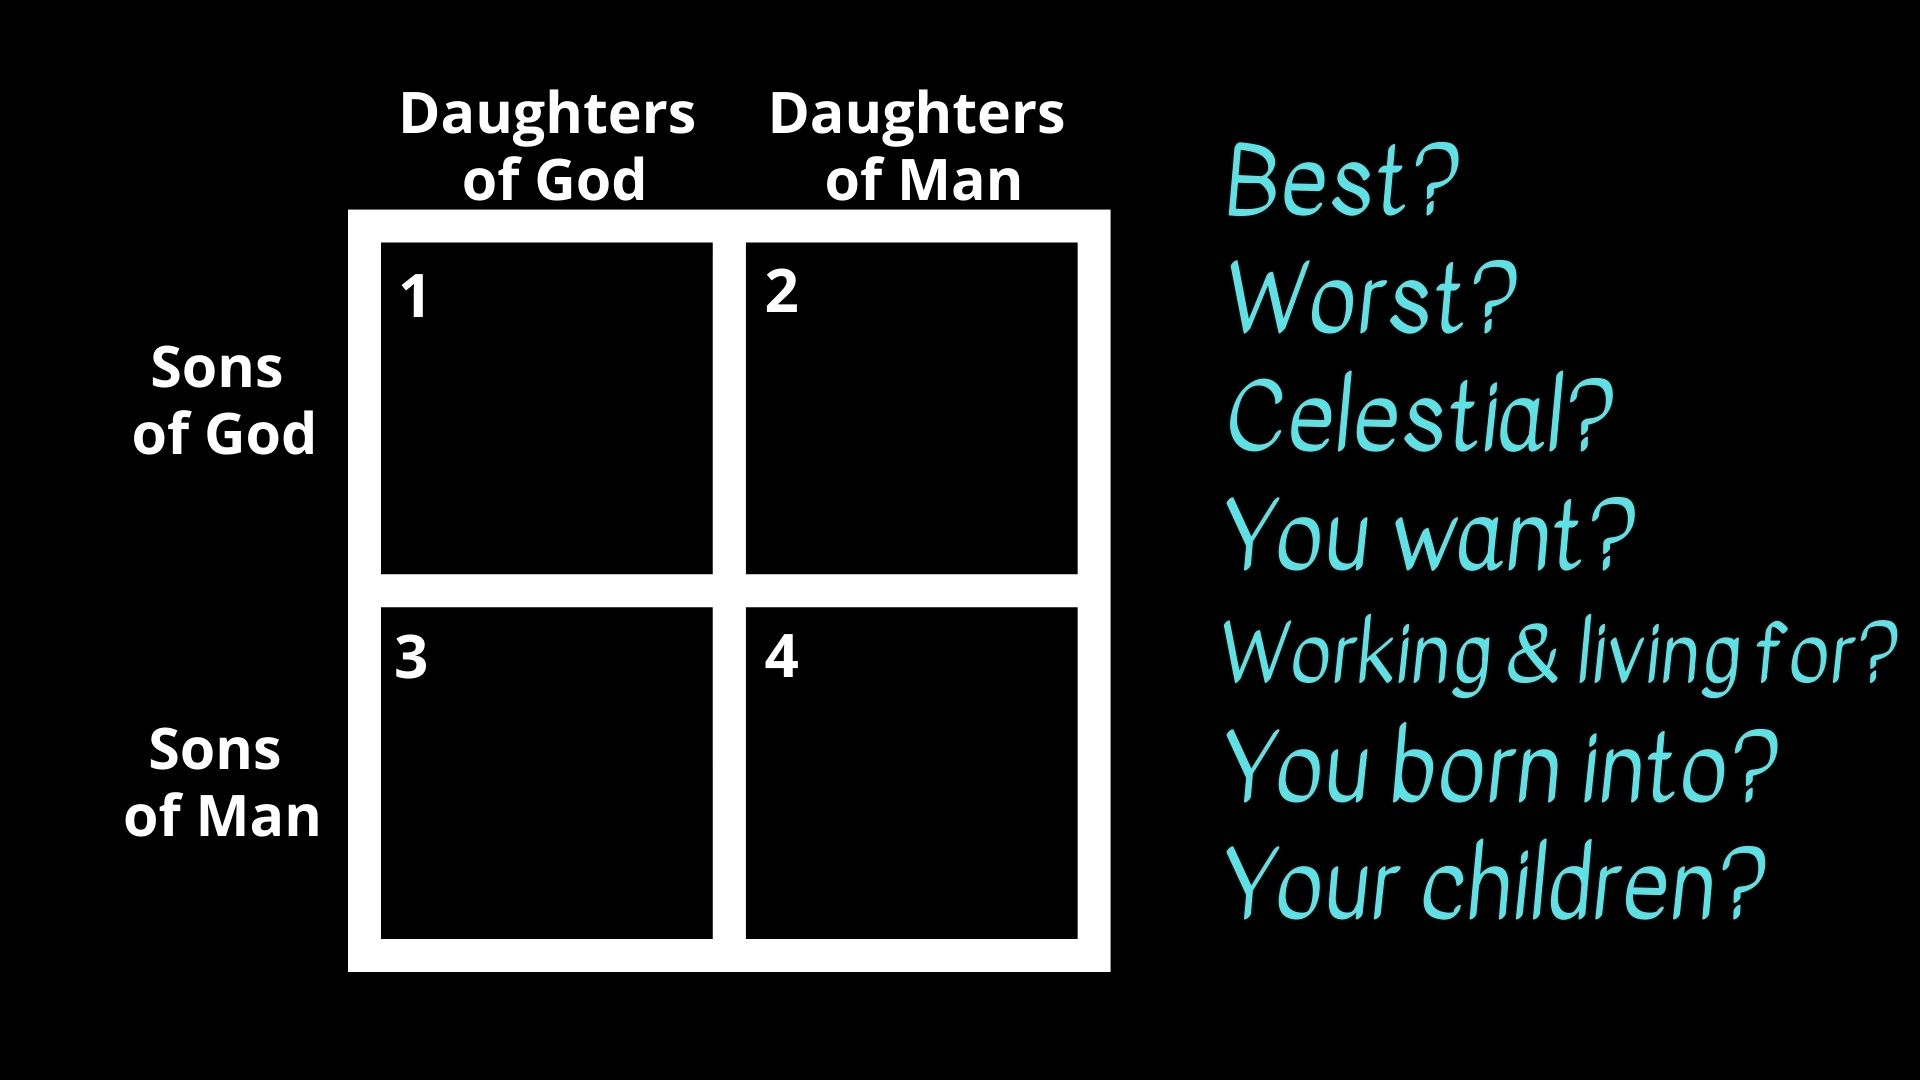 Daughters
of God
Daughters
of Man
Sons
of God
Sons
of Man
1
2
3
4
Best?
Worst?
Celestial?
You want?
Working & living for?
You born into?
Your children?